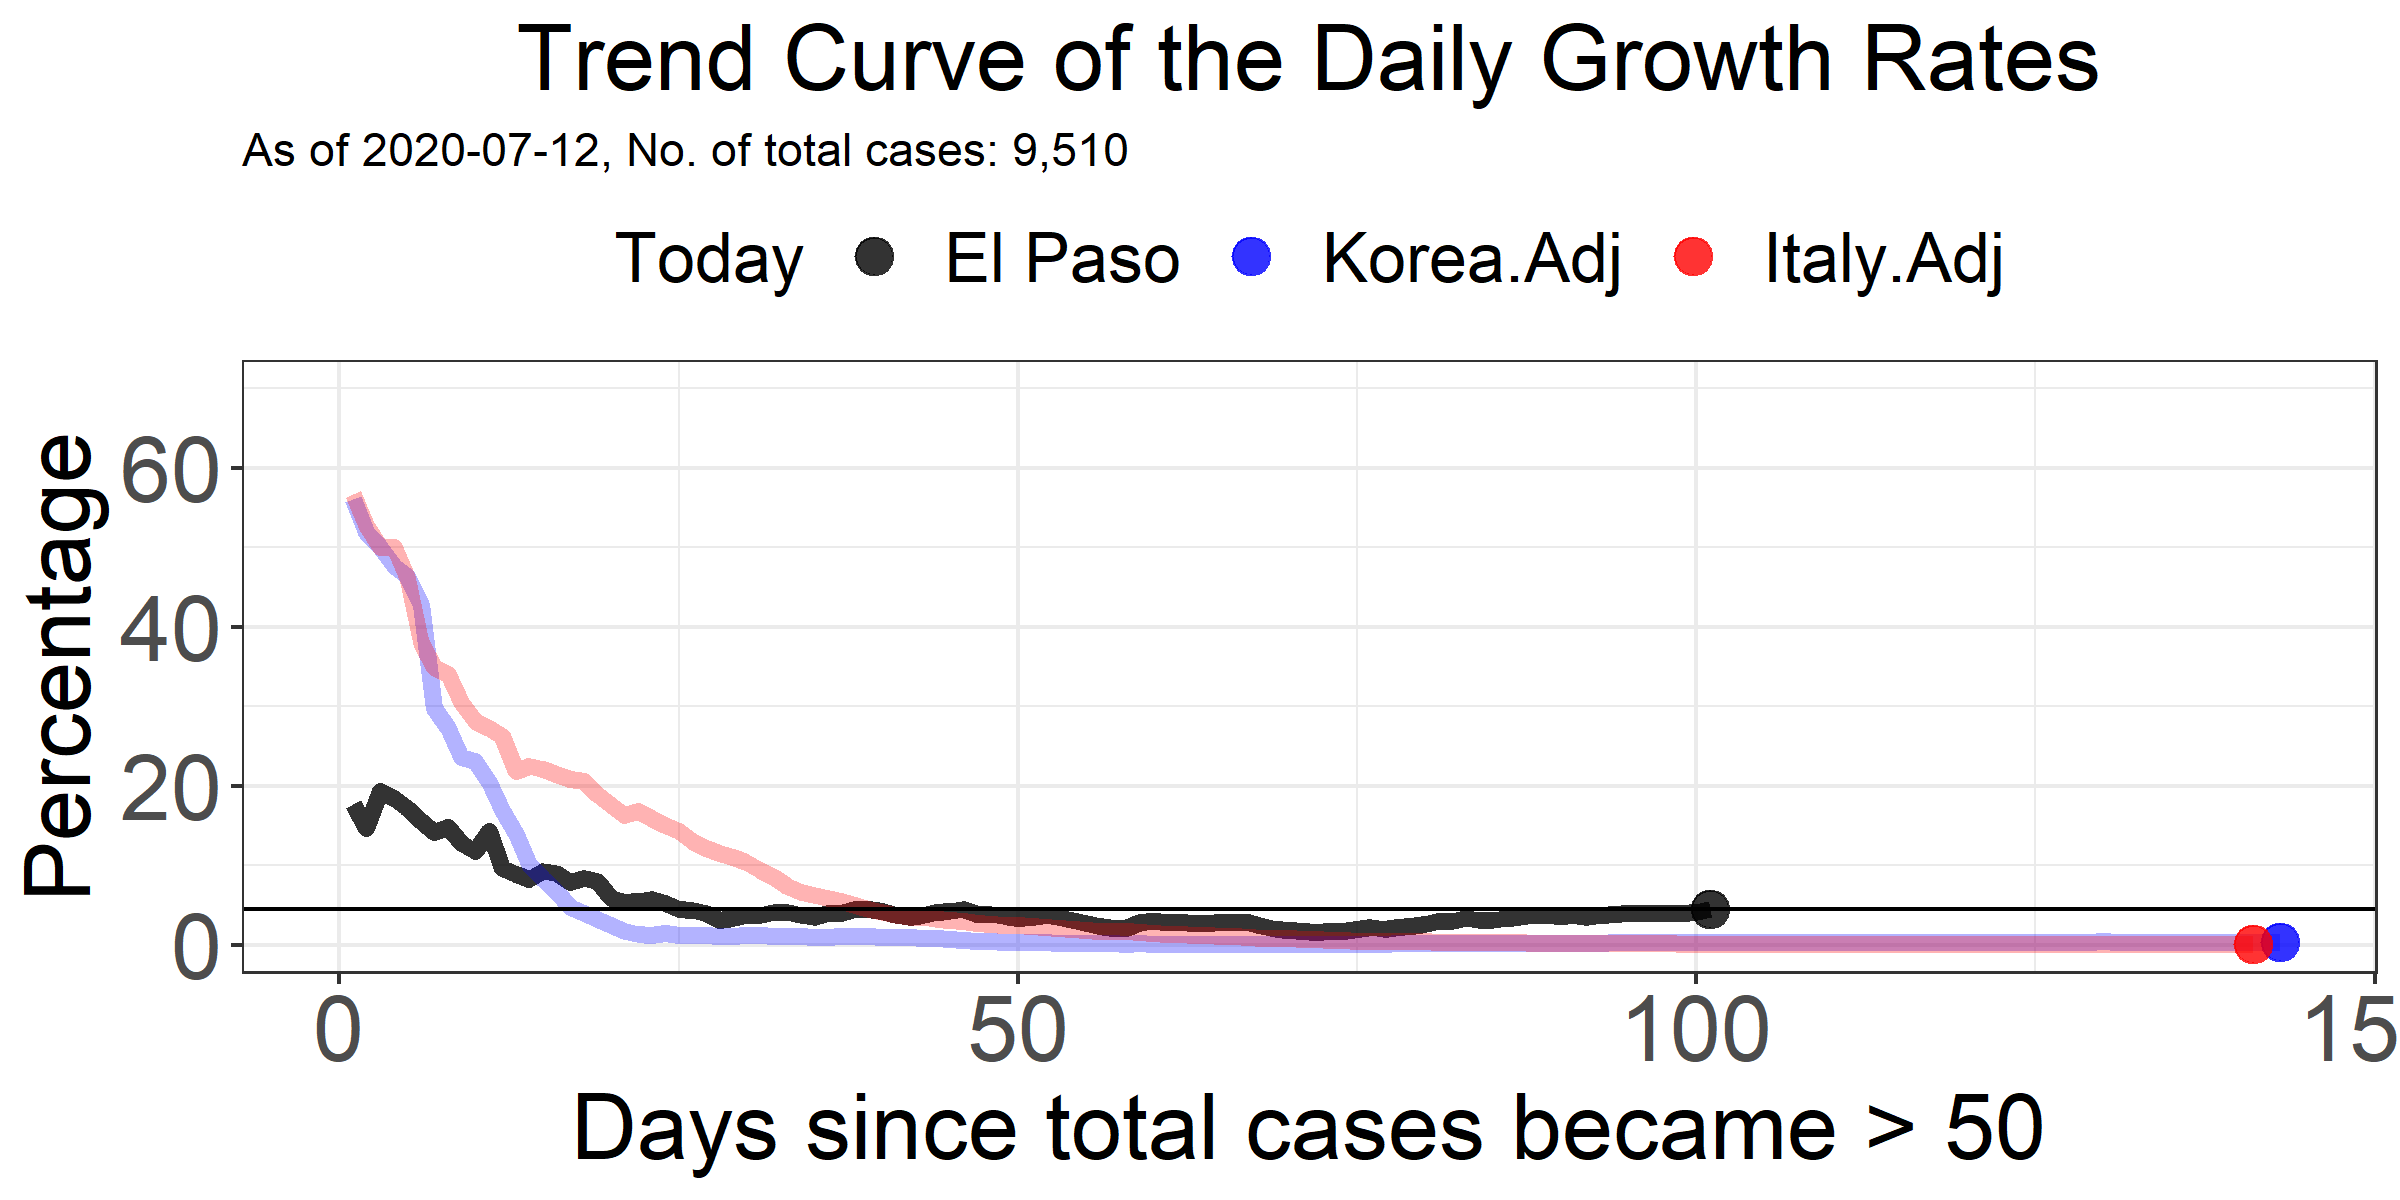 Trend Curve of the Daily Growth Rates
As of 2020-07-12, No. of total cases: 9,510
Today El Paso Korea.Adj Italy.Adj
Percentage
60
40
20
0
0 50 100 15
Days since total cases became > 50